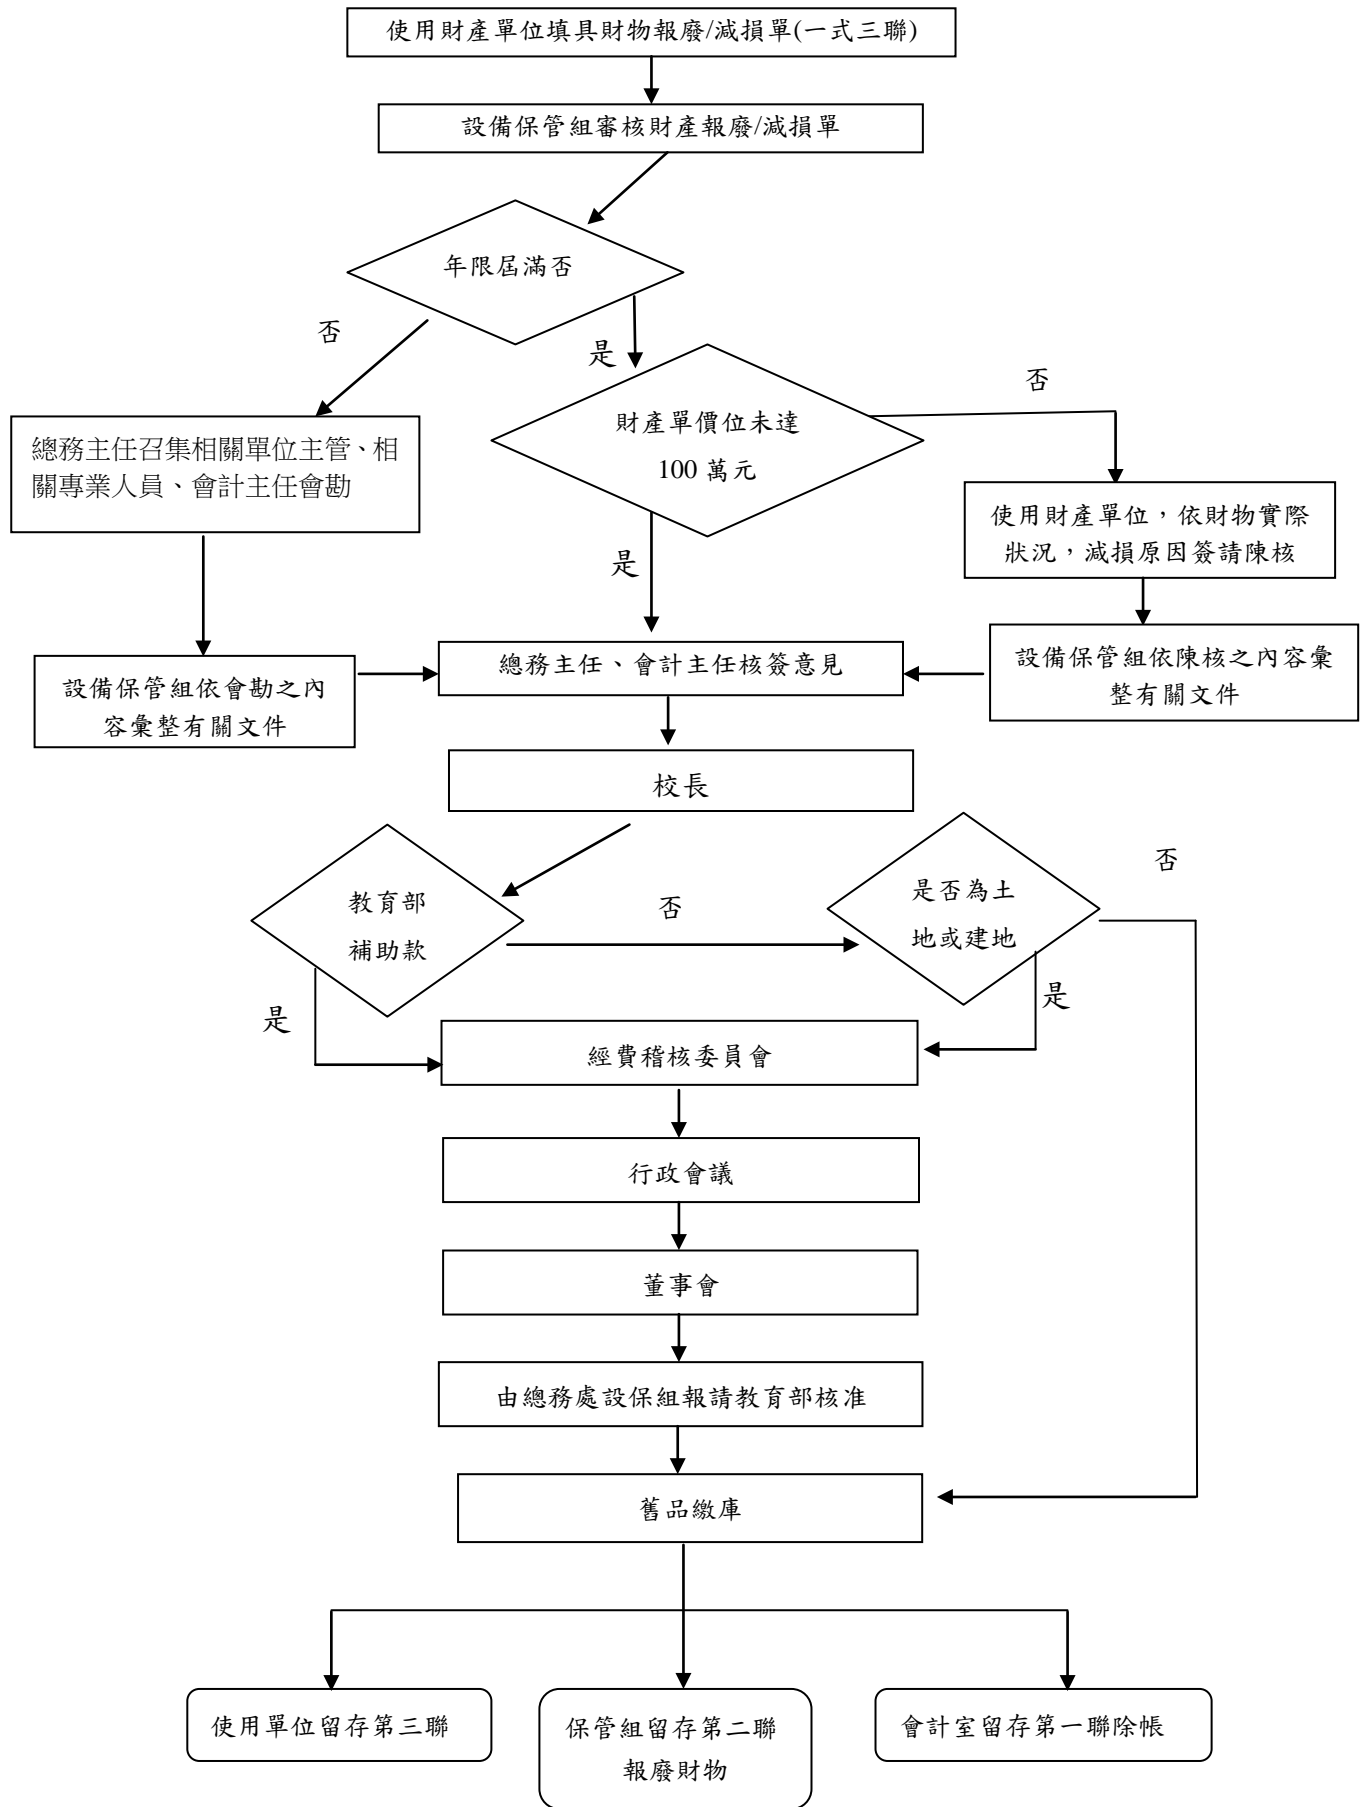 使用財產單位填具財物報廢/減損單(一式三聯)
設備保管組審核財產報廢/減損單
年限屆滿否
否
是
財產單價位未達
100 萬元
否
總務主任召集相關單位主管、相
關專業人員、會計主任會勘
使用財產單位，依財物實際
狀況，減損原因簽請陳核
是
設備保管組依會勘之內
容彙整有關文件
總務主任、會計主任核簽意見
設備保管組依陳核之內容彙
整有關文件
校長
教育部
補助款
否
是否為土
地或建地
否
是
是
經費稽核委員會
行政會議
董事會
由總務處設保組報請教育部核准
舊品繳庫
使用單位留存第三聯
保管組留存第二聯
報廢財物
會計室留存第一聯除帳